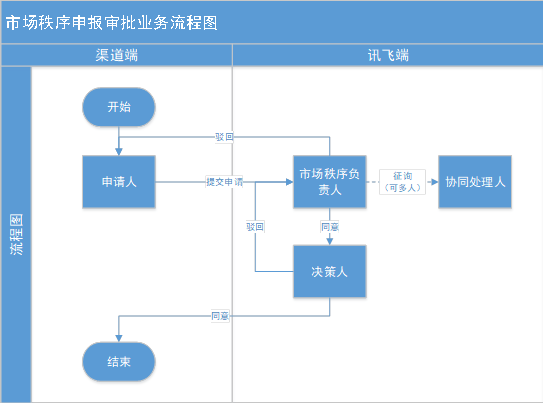 市场秩序申报审批业务流程图
渠道端
讯飞端
流程图
开始
驳回
申请人
提交申请
市场秩序负
责人
征询
（可多人）
协同处理人
驳回
同意
决策人
同意
结束